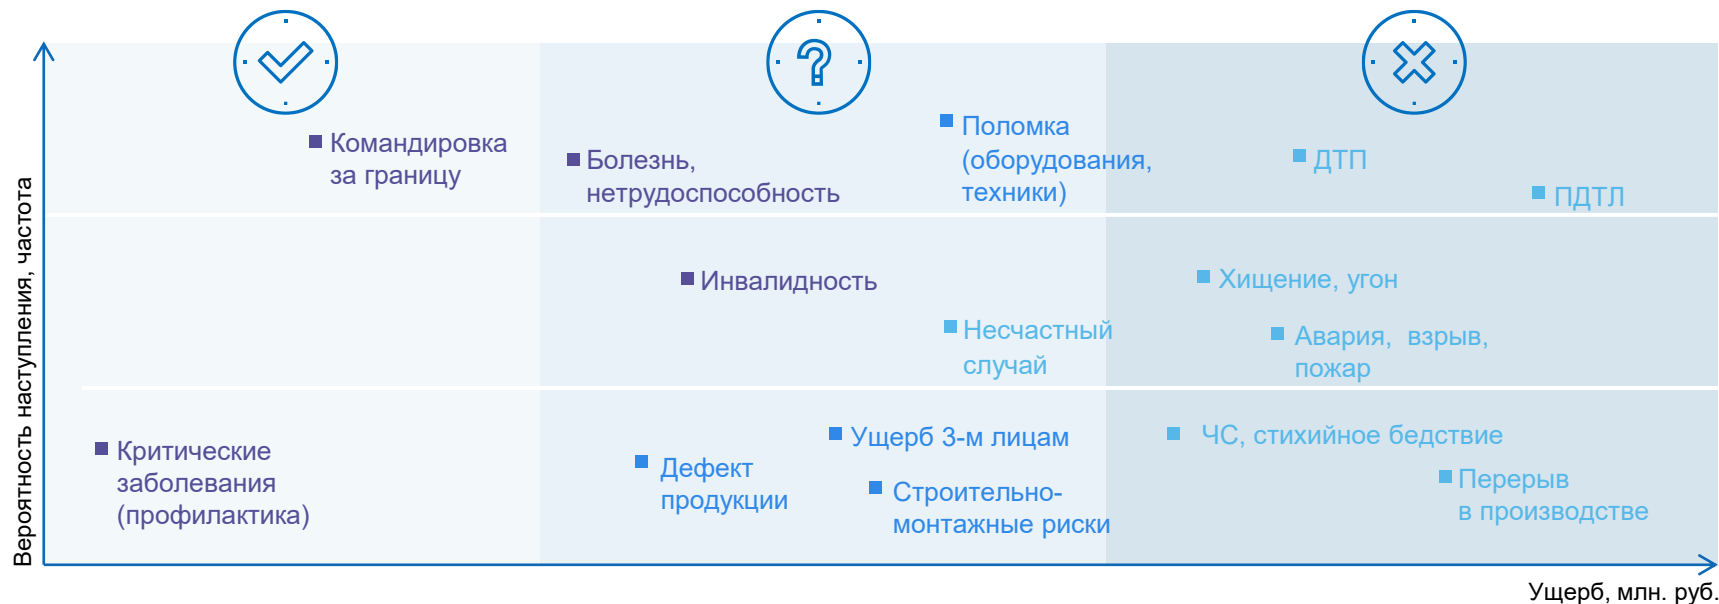 Вероятность наступления, частота
Командировка
за границу
Болезнь,
нетрудоспособность
Поломка
(оборудования,
техники)
ДТП
ПДТЛ
Инвалидность
Несчастный
случай
Хищение, угон
Авария, взрыв,
пожар
Критические
заболевания
(профилактика)
Дефект
продукции
Ущерб 3-м лицам
Строительно-
монтажные риски
ЧС, стихийное бедствие
Перерыв
в производстве
Ущерб, млн. руб.